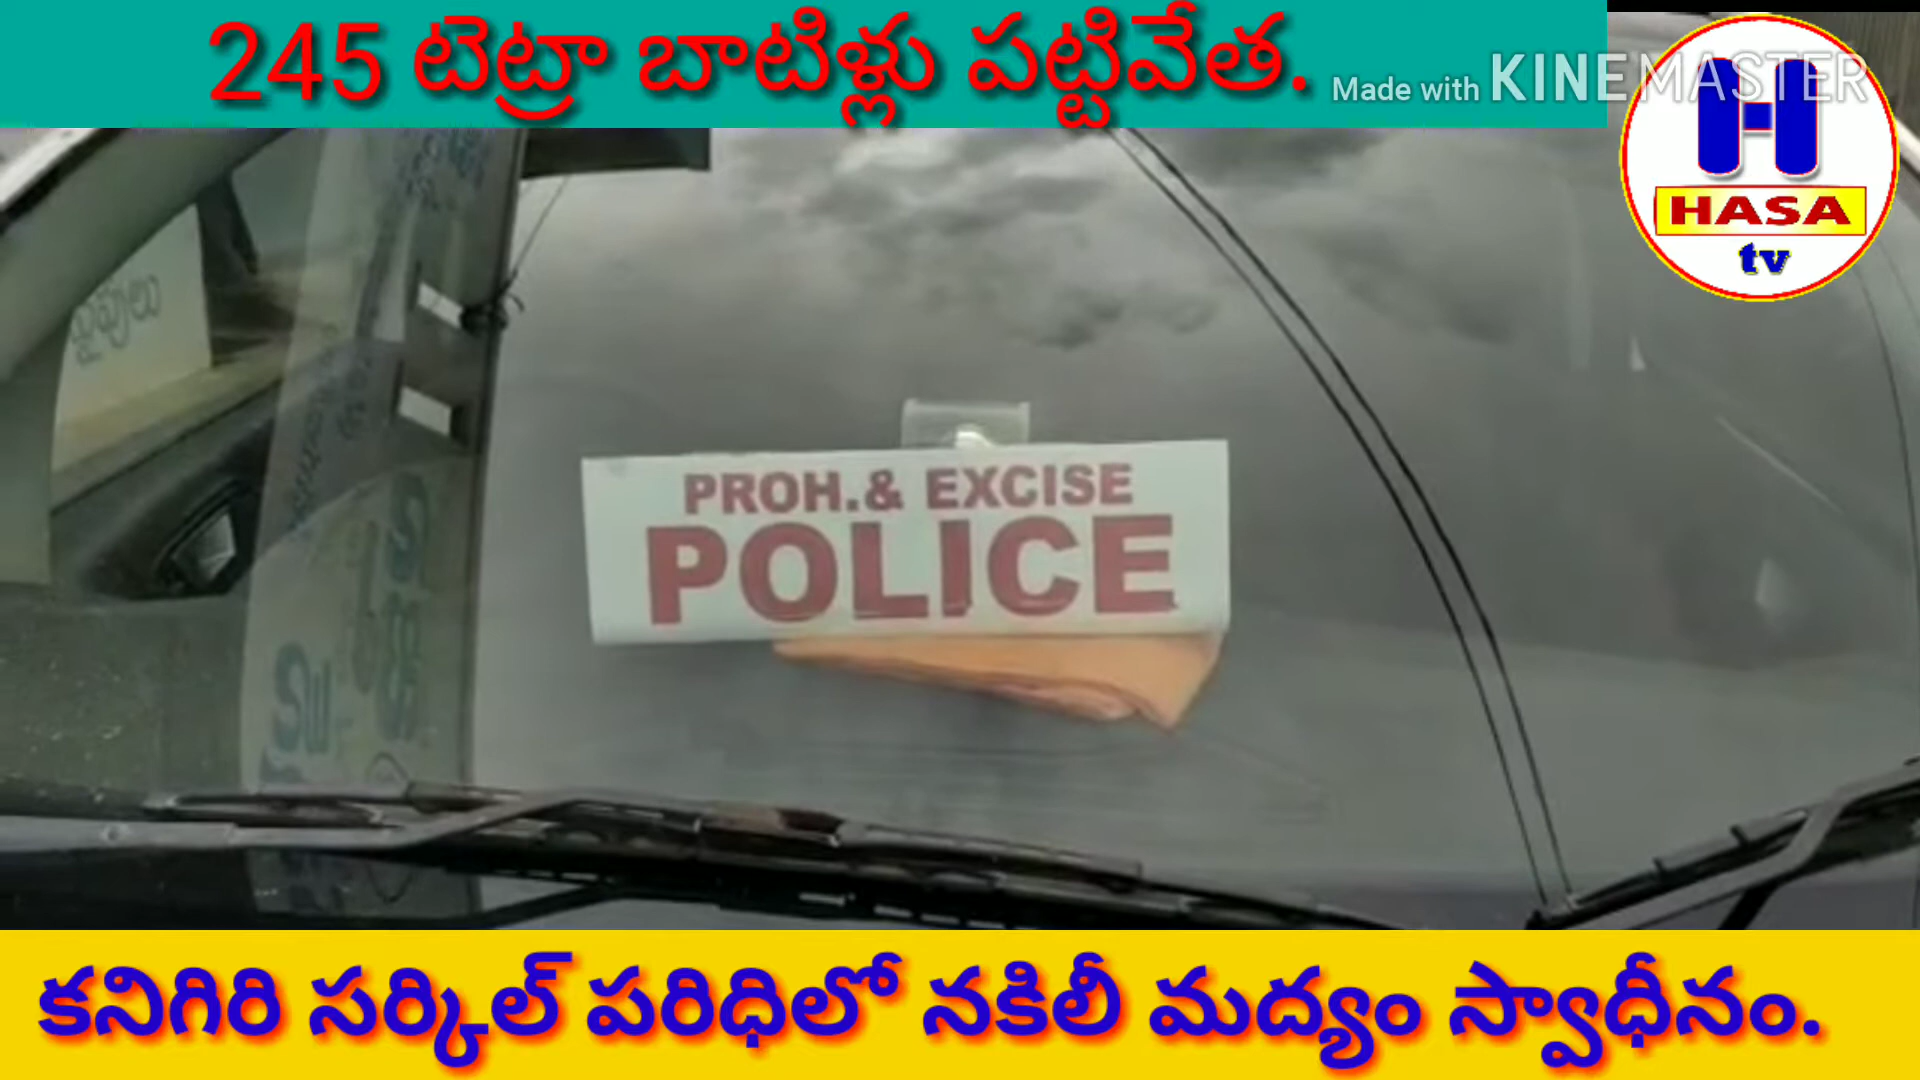 245 టెట్రా బాటిళ్లు పట్టివేత.
Made with KINEMASTER
H
HASA
tv
PROH.& EXCISE
POLICE
కనిగిరి సర్కిల్ పరిధిలో నకిలీ మద్యం స్వాధీనం.